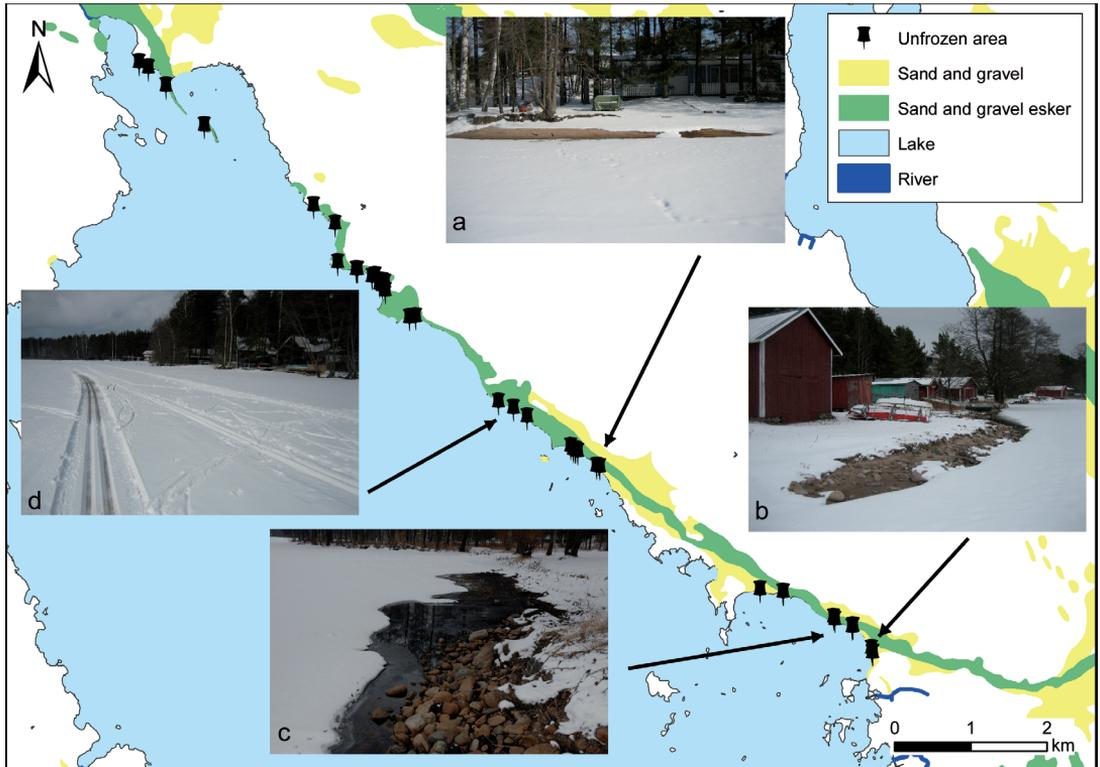 N
Unfrozen area
Sand and gravel
Sand and gravel esker
Lake
River
a
b
c
d
0 1 2
km